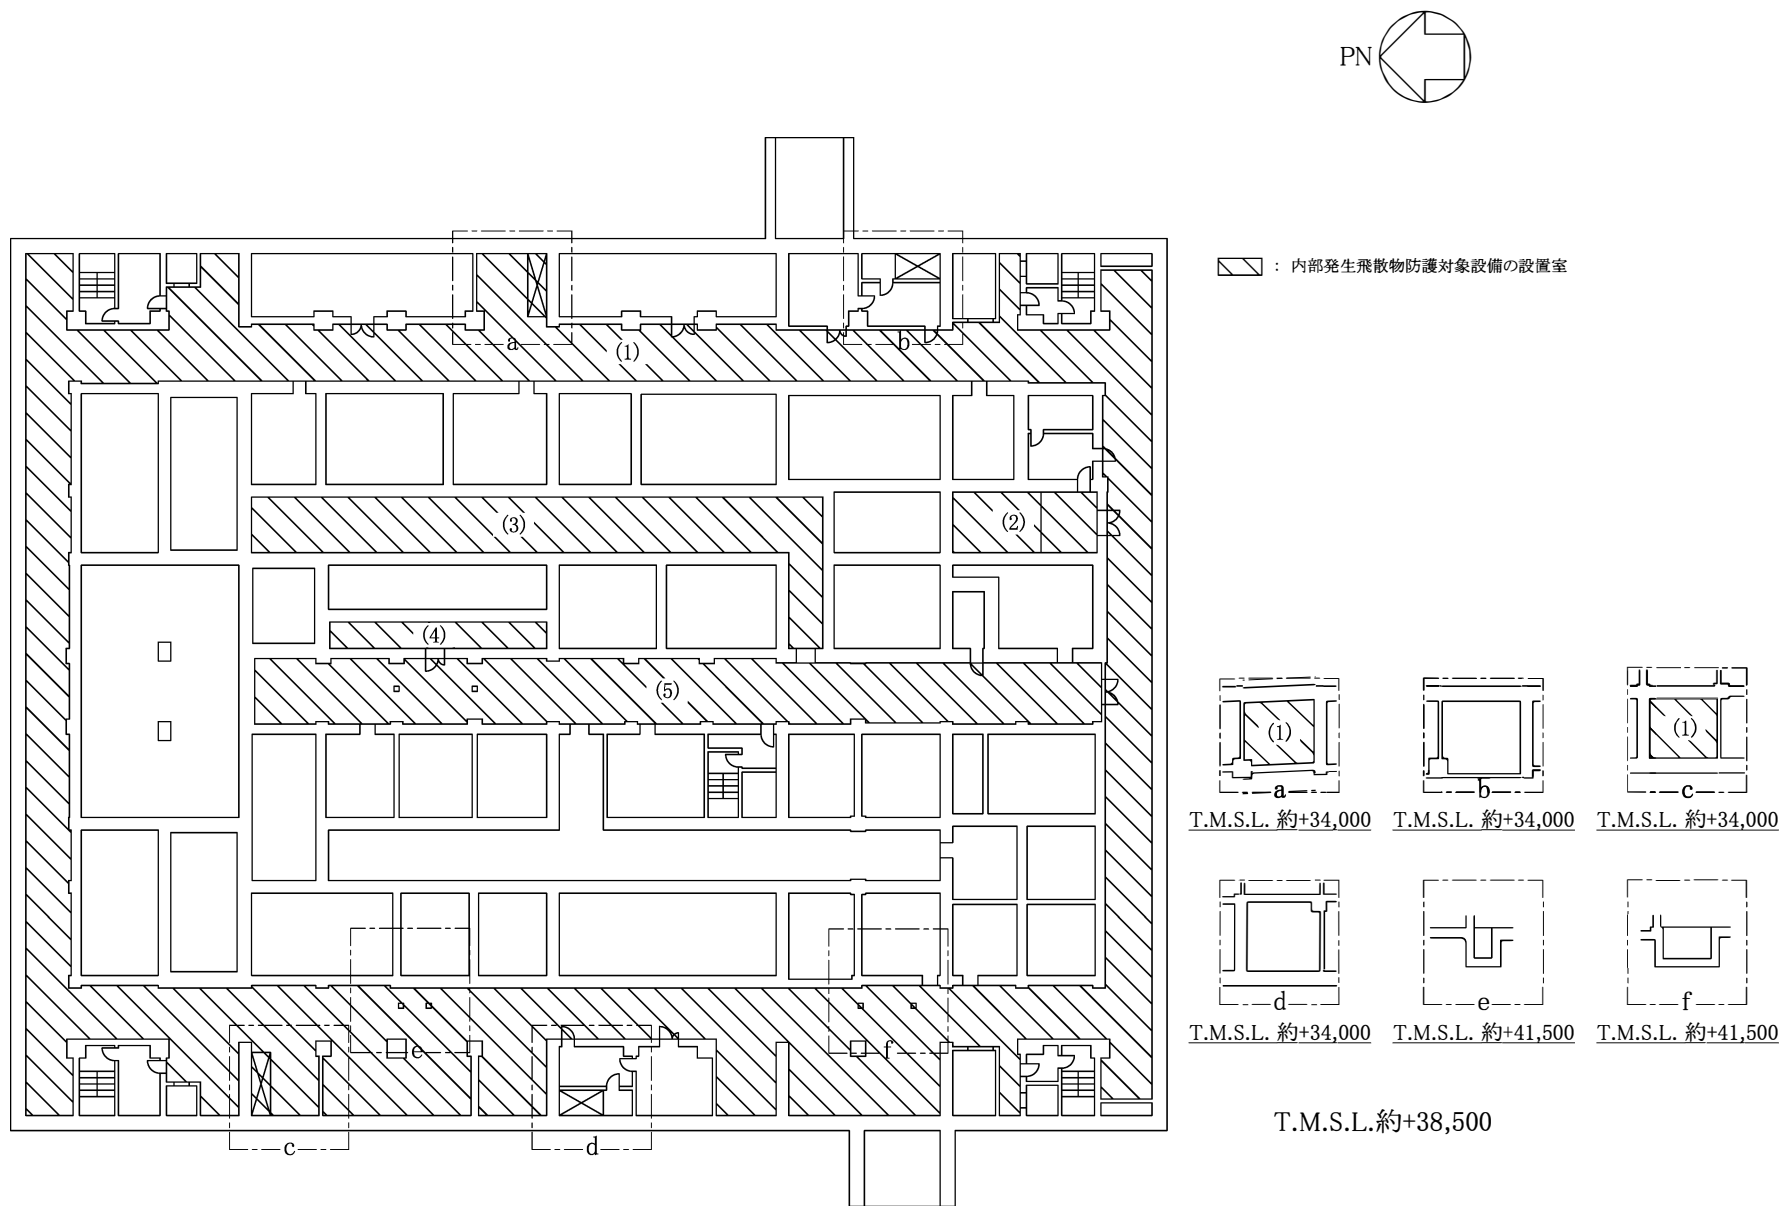 PN
: 内部発生飛散物防護対象設備の設置室
a
(1)
b
(3)
(2)
(4)
(5)
e
f
c
d
(1)
a
T.M.S.L. 約+34,000
b
T.M.S.L. 約+34,000
(1)
c
T.M.S.L. 約+34,000
d
T.M.S.L. 約+34,000
e
T.M.S.L. 約+41,500
f
T.M.S.L. 約+41,500
T.M.S.L.約+38,500